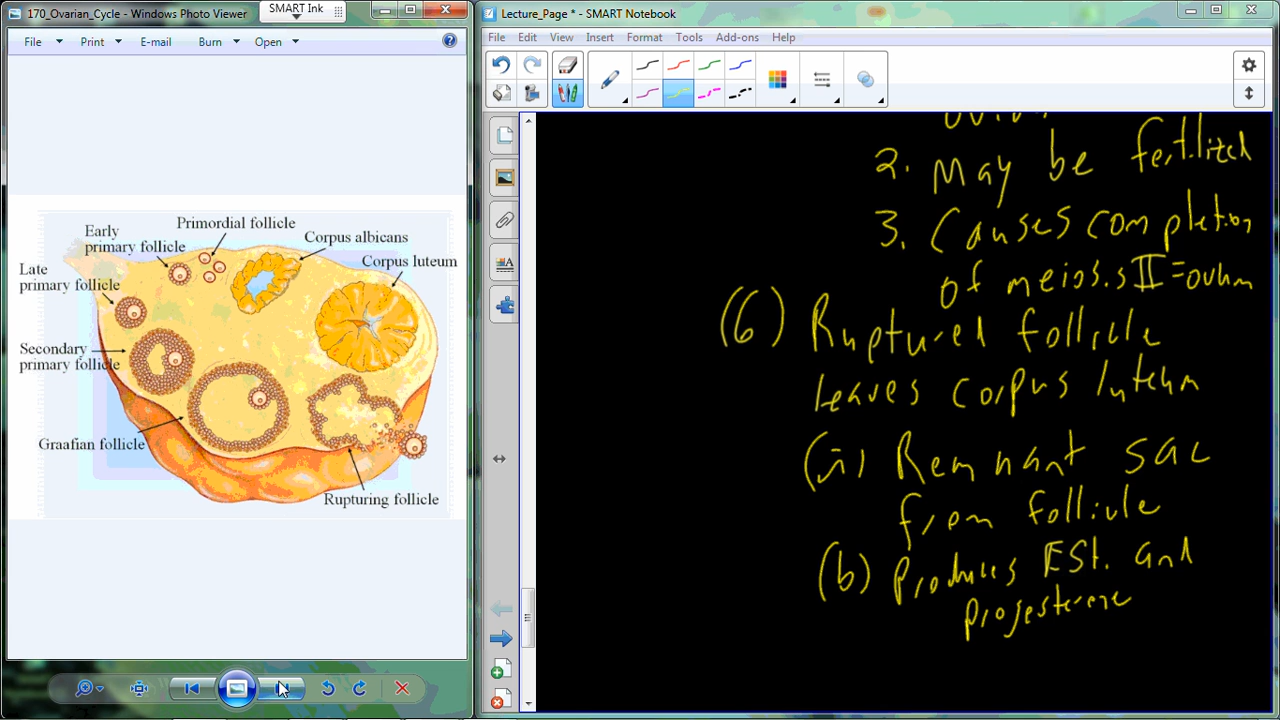 170_Ovarian_Cycle - Windows Photo Viewer
SMART Ink
File Print E-mail Burn Open
Primordial follicle
Early
primary follicle
Corpus albicans
Corpus luteum
Late
primary follicle
Secondary
primary follicle
Graafian follicle
Rupturing follicle
Lecture_Page * - SMART Notebook
File Edit View Insert Format Tools Add-ons Help
2. May be fertilized
3. Causes completion
of meiosis II = ovum
(6) Ruptured follicle
leaves corpus luteum
(a) Remnant sac
from follicle
(b) Produces Est. and
progesterone